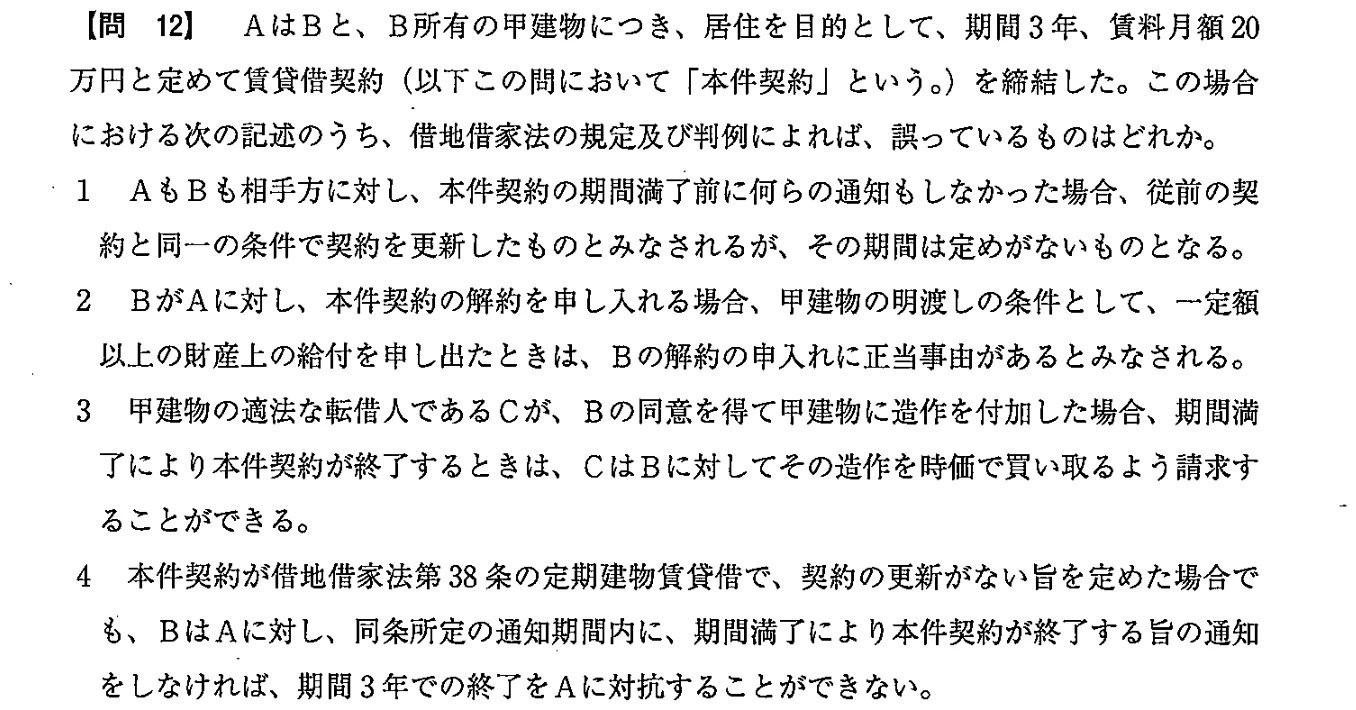 【問 12】 AはBと、B所有の甲建物につき、居住を目的として、期間3年、賃料月額20
万円と定めて賃貸借契約（以下この問において「本件契約」という。）を締結した。この場合
における次の記述のうち、借地借家法の規定及び判例によれば、誤っているものはどれか。
1 AもBも相手方に対し、本件契約の期間満了前に何らの通知もしなかった場合、従前の契
約と同一の条件で契約を更新したものとみなされるが、その期間は定めがないものとなる。
2 BがAに対し、本件契約の解約を申し入れる場合、甲建物の明渡しの条件として、一定額
以上の財産上の給付を申し出たときは、Bの解約の申入れに正当事由があるとみなされる。
3 甲建物の適法な転借人であるCが、Bの同意を得て甲建物に造作を付加した場合、期間満
了により本件契約が終了するときは、CはBに対してその造作を時価で買い取るよう請求す
ることができる。
4 本件契約が借地借家法第38条の定期建物賃貸借で、契約の更新がない旨を定めた場合で
も、BはAに対し、同条所定の通知期間内に、期間満了により本件契約が終了する旨の通知
をしなければ、期間3年での終了をAに対抗することができない。